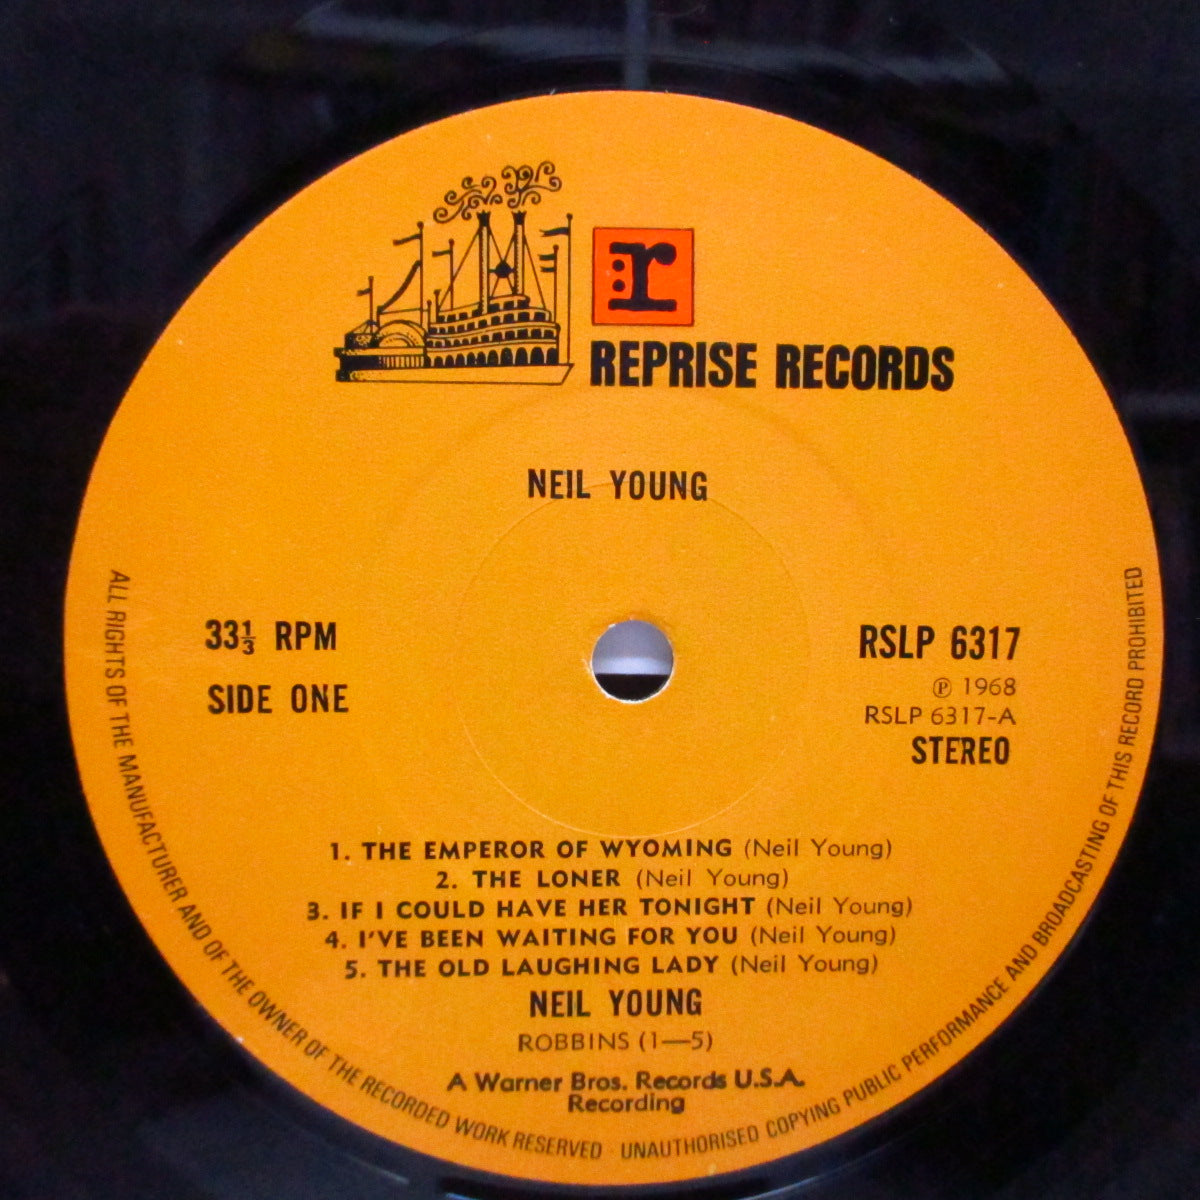 r
REPRISE RECORDS
NEIL YOUNG
33⅓ RPM
SIDE ONE
RSLP 6317
℗ 1968
RSLP 6317-A
STEREO
1. THE EMPEROR OF WYOMING (Neil Young)
2. THE LONER (Neil Young)
3. IF I COULD HAVE HER TONIGHT (Neil Young)
4. I'VE BEEN WAITING FOR YOU (Neil Young)
5. THE OLD LAUGHING LADY (Neil Young)
NEIL YOUNG
ROBBINS (1—5)
A Warner Bros. Records U.S.A.
Recording
ALL RIGHTS OF THE MANUFACTURER AND OF THE OWNER OF THE RECORDED WORK RESERVED UNAUTHORISED COPYING PUBLIC PERFORMANCE AND BROADCASTING OF THIS RECORD PROHIBITED